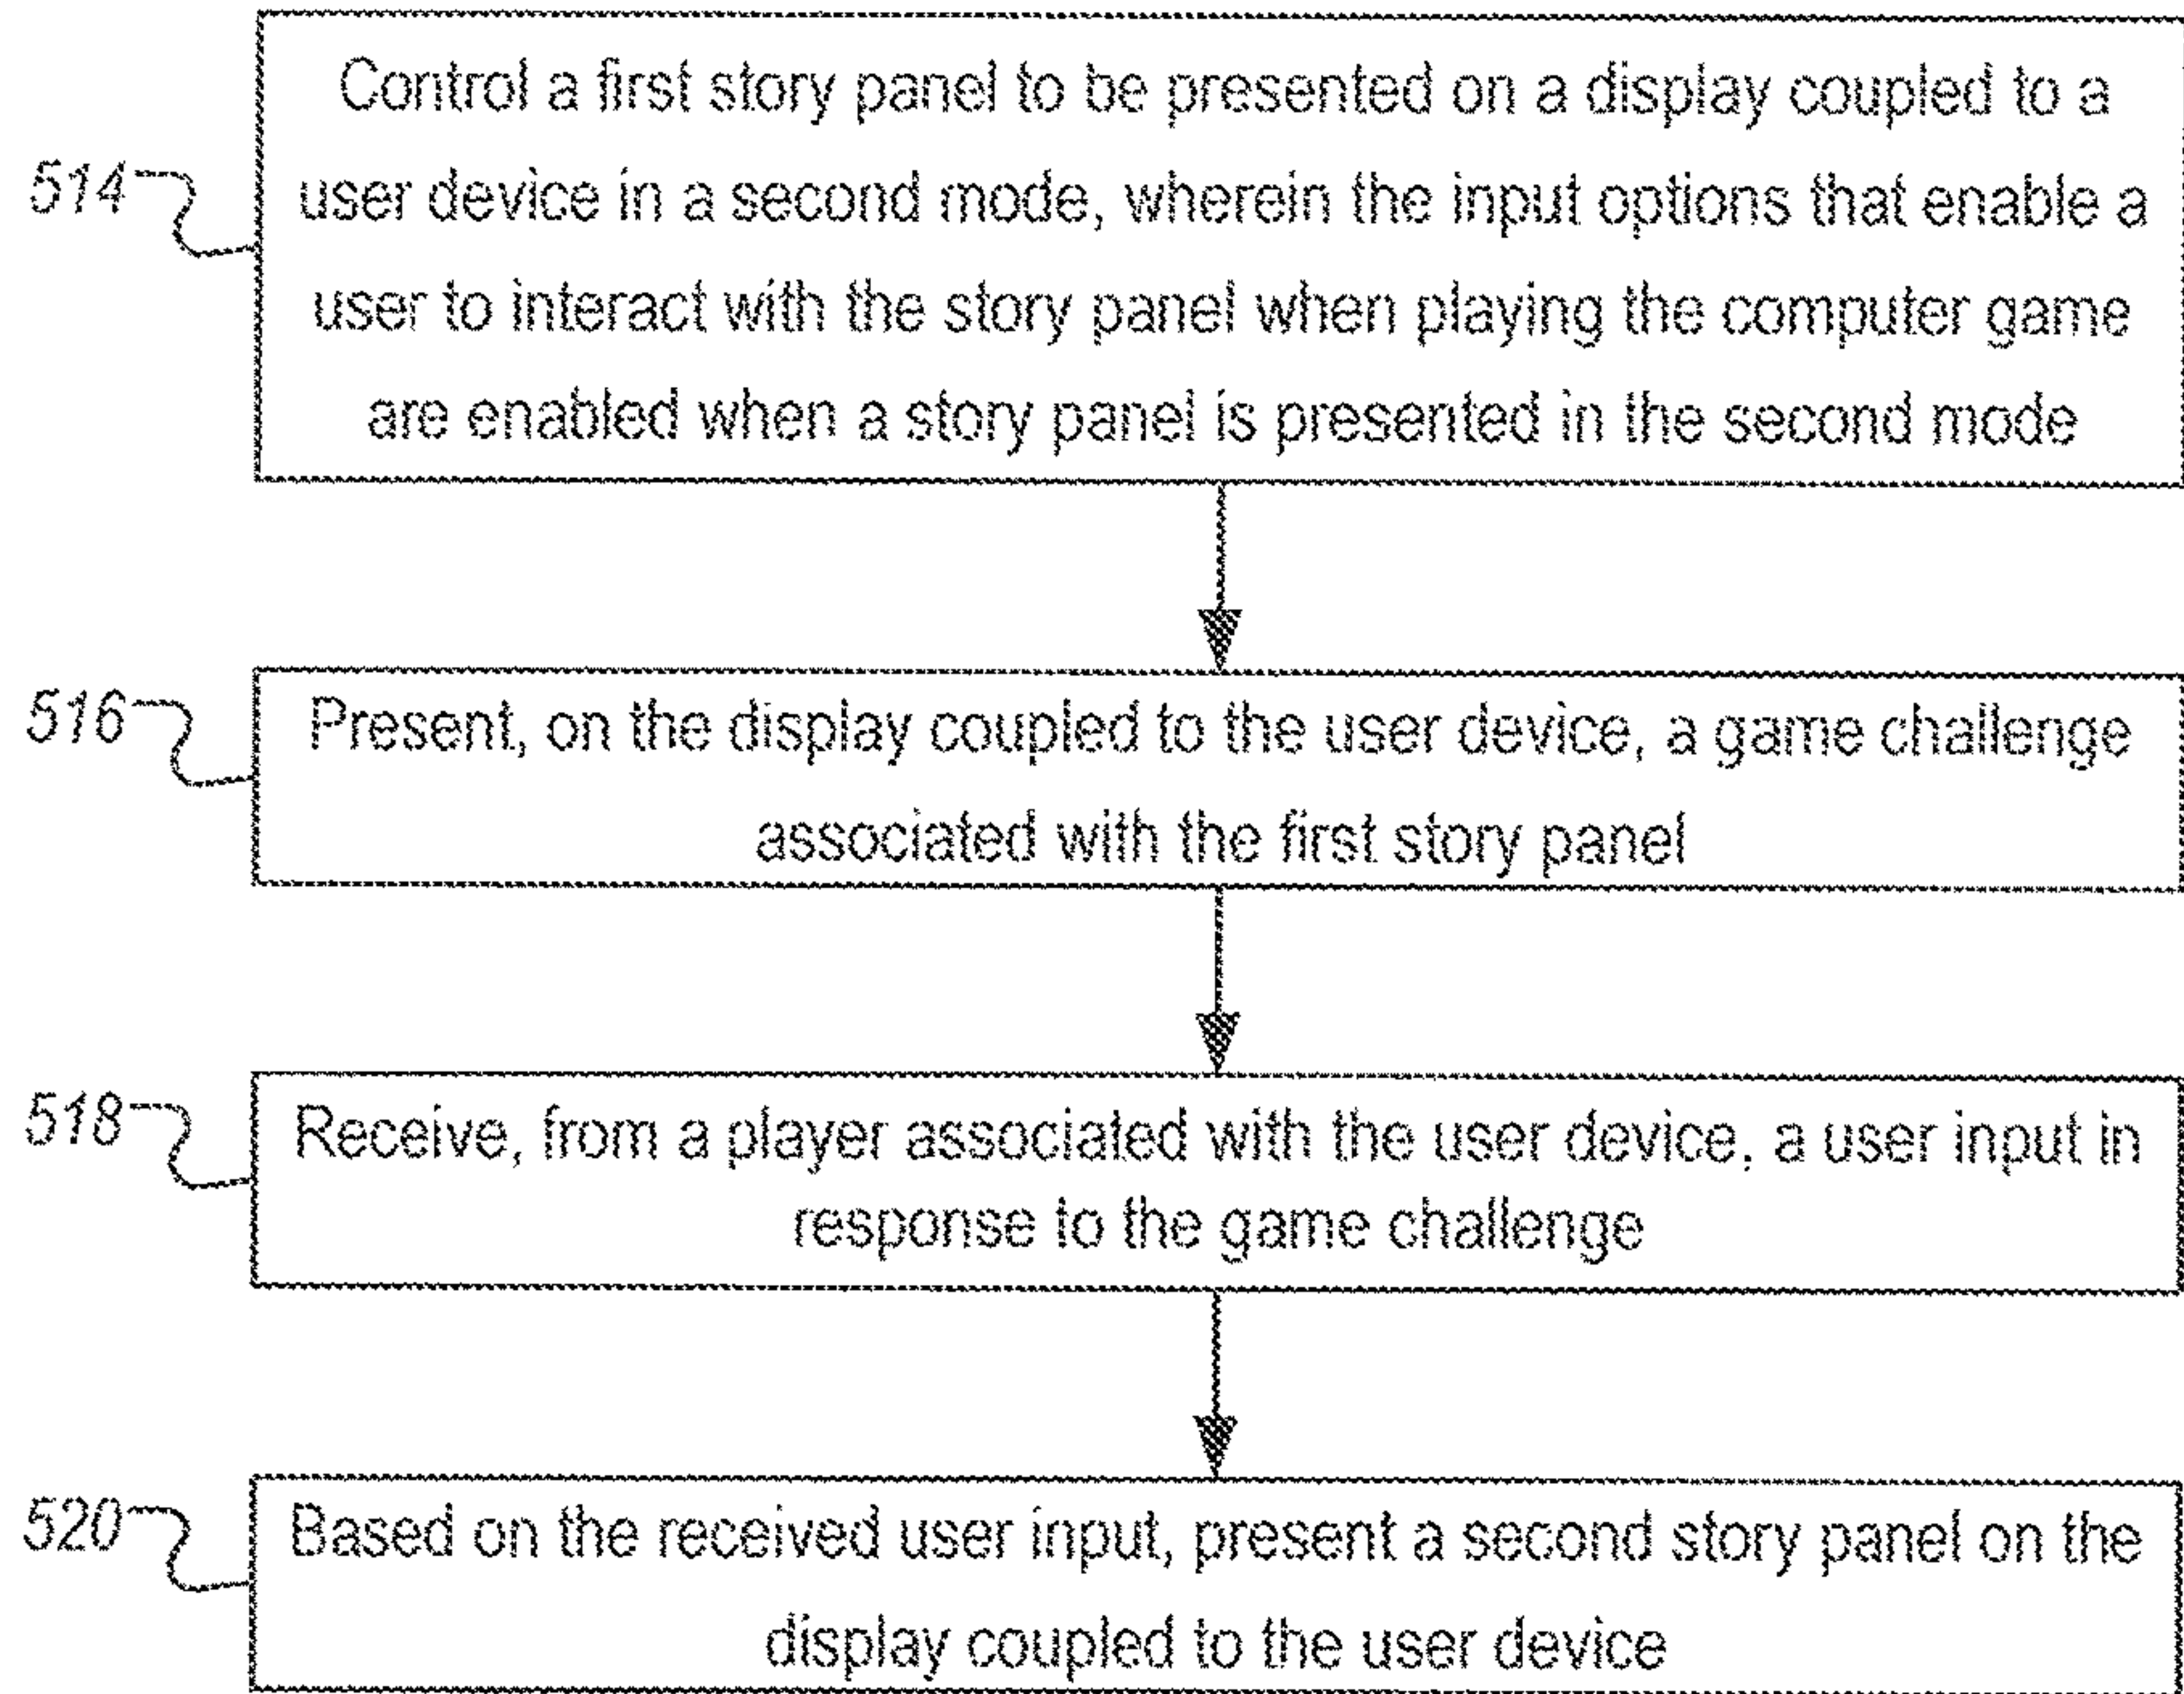 514
Control a first story panel to be presented on a display coupled to a
user device in a second mode, wherein the input options that enable a
user to interact with the story panel when playing the computer game
are enabled when a story panel is presented in the second mode
516
Present, on the display coupled to the user device, a game challenge
associated with the first story panel
518
Receive, from a player associated with the user device, a user input in
response to the game challenge
520
Based on the received user input, present a second story panel on the
display coupled to the user device